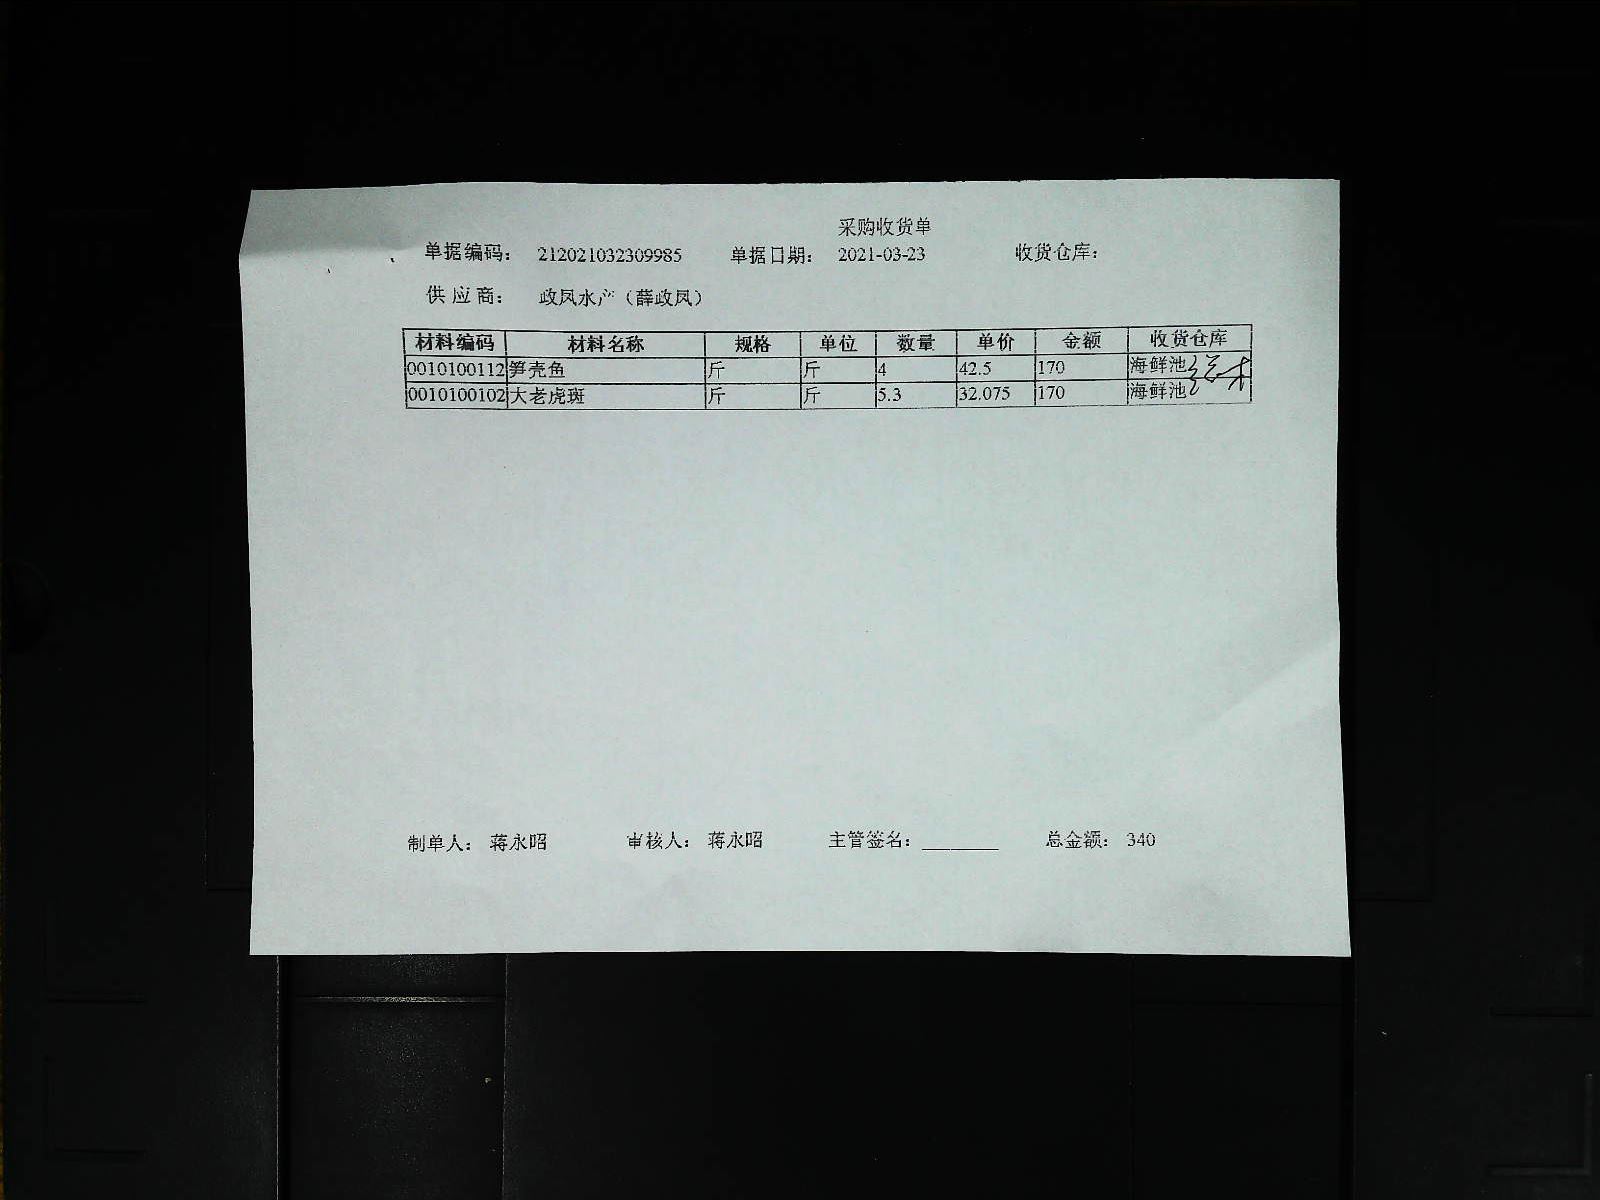 采购收货单
单据编码： 212021032309985 单据日期： 2021-03-23 收货仓库：
供 应 商： 政凤水产（薛政凤）
材料编码 材料名称 规格 单位 数量 单价 金额 收货仓库
0010100112 笋壳鱼 斤 斤 4 42.5 170 海鲜池
0010100102 大老虎斑 斤 斤 5.3 32.075 170 海鲜池
制单人： 蒋永昭 审核人： 蒋永昭 主管签名：________ 总金额： 340